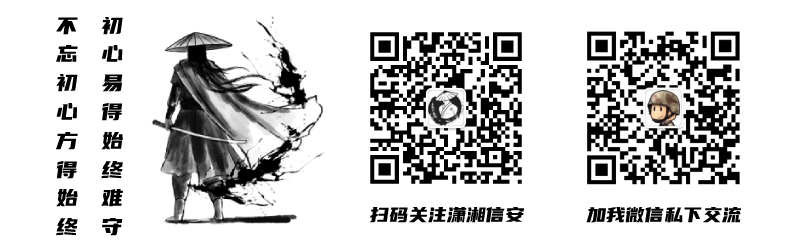 初心易得始终难守
不忘初心方得始终
扫码关注潇湘信安
加我微信私下交流